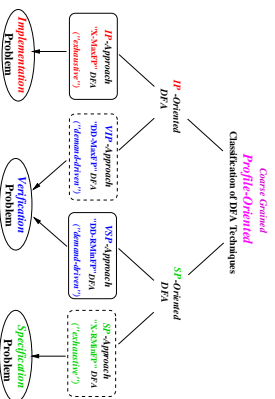 Coarse Grained
Profile-Oriented
Classification of DFA Techniques
IP-Oriented
DFA
SP-Oriented
DFA
IP-Approach
"X-MaxFP" DFA
("exhaustive")
VIP-Approach
"DD-MaxFP" DFA
("demand-driven")
VSP-Approach
"DD-RMinFP" DFA
("demand-driven")
SP-Approach
"X-RMinFP" DFA
("exhaustive")
Implementation
Problem
Verification
Problem
Specification
Problem